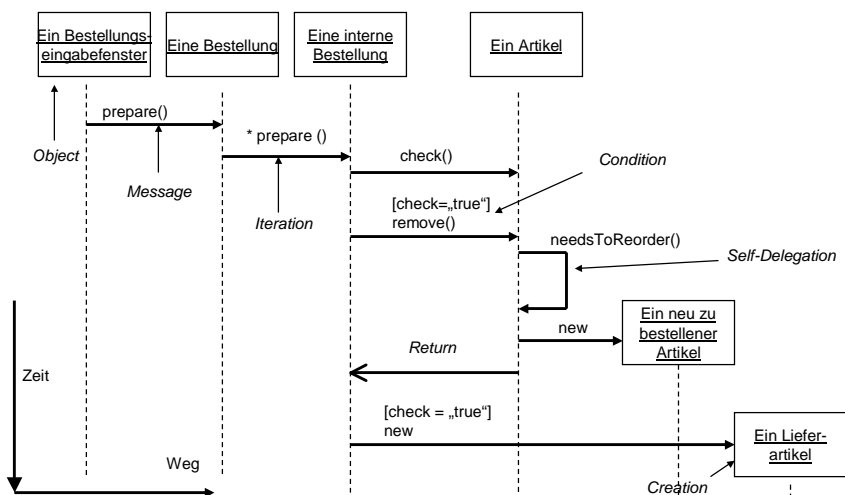 Ein Bestellungs-
eingabefenster
Eine Bestellung
Eine interne
Bestellung
Ein Artikel
prepare()
* prepare ()
Object
check()
Condition
Message
[check=„true“]
Iteration
remove()
needsToReorder()
Self-Delegation
Ein neu zu
bestellener
Artikel
new
Return
Zeit
[check = „true“]
new
Ein Liefer-
artikel
Weg
Creation